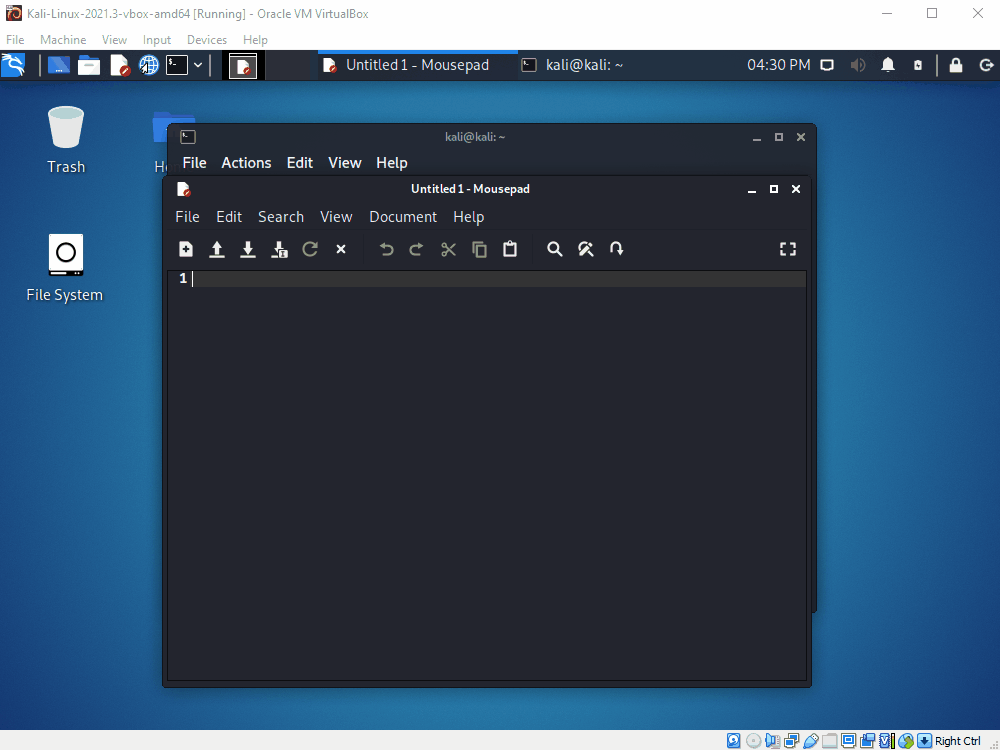 Kali-Linux-2021.3-vbox-amd64 [Running] - Oracle VM VirtualBox
File Machine View Input Devices Help
Untitled 1 - Mousepad kali@kali: ~ 04:30 PM
Trash
kali@kali: ~
File Actions Edit View Help
Untitled 1 - Mousepad
File Edit Search View Document Help
1
File System
Right Ctrl